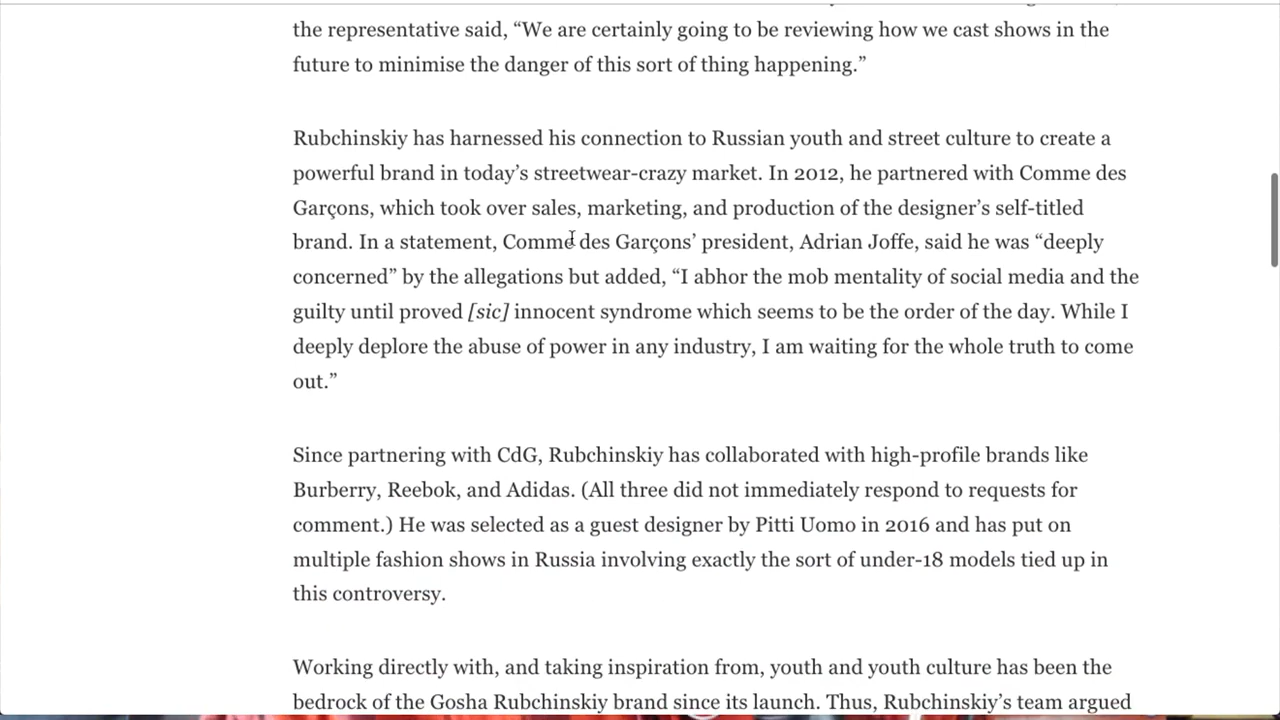 the representative said, “We are certainly going to be reviewing how we cast shows in the
future to minimise the danger of this sort of thing happening.”
Rubchinskiy has harnessed his connection to Russian youth and street culture to create a
powerful brand in today’s streetwear-crazy market. In 2012, he partnered with Comme des
Garçons, which took over sales, marketing, and production of the designer’s self-titled
brand. In a statement, Comme des Garçons’ president, Adrian Joffe, said he was “deeply
concerned” by the allegations but added, “I abhor the mob mentality of social media and the
guilty until proved [sic] innocent syndrome which seems to be the order of the day. While I
deeply deplore the abuse of power in any industry, I am waiting for the whole truth to come
out.”
Since partnering with CdG, Rubchinskiy has collaborated with high-profile brands like
Burberry, Reebok, and Adidas. (All three did not immediately respond to requests for
comment.) He was selected as a guest designer by Pitti Uomo in 2016 and has put on
multiple fashion shows in Russia involving exactly the sort of under-18 models tied up in
this controversy.
Working directly with, and taking inspiration from, youth and youth culture has been the
bedrock of the Gosha Rubchinskiy brand since its launch. Thus, Rubchinskiy’s team argued